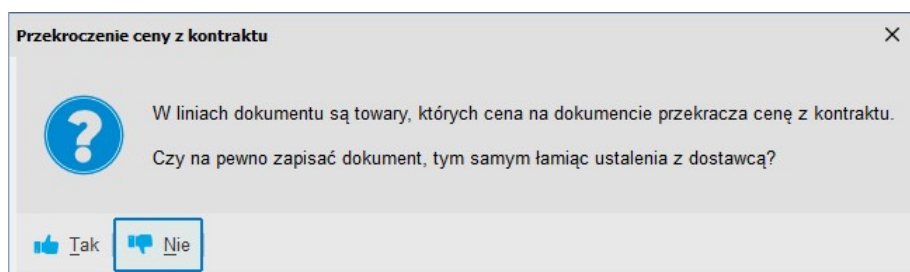 Przekroczenie ceny z kontraktu
W liniach dokumentu są towary, których cena na dokumencie przekracza cenę z kontraktu.
Czy na pewno zapisać dokument, tym samym łamiąc ustalenia z dostawcą?
Tak Nie